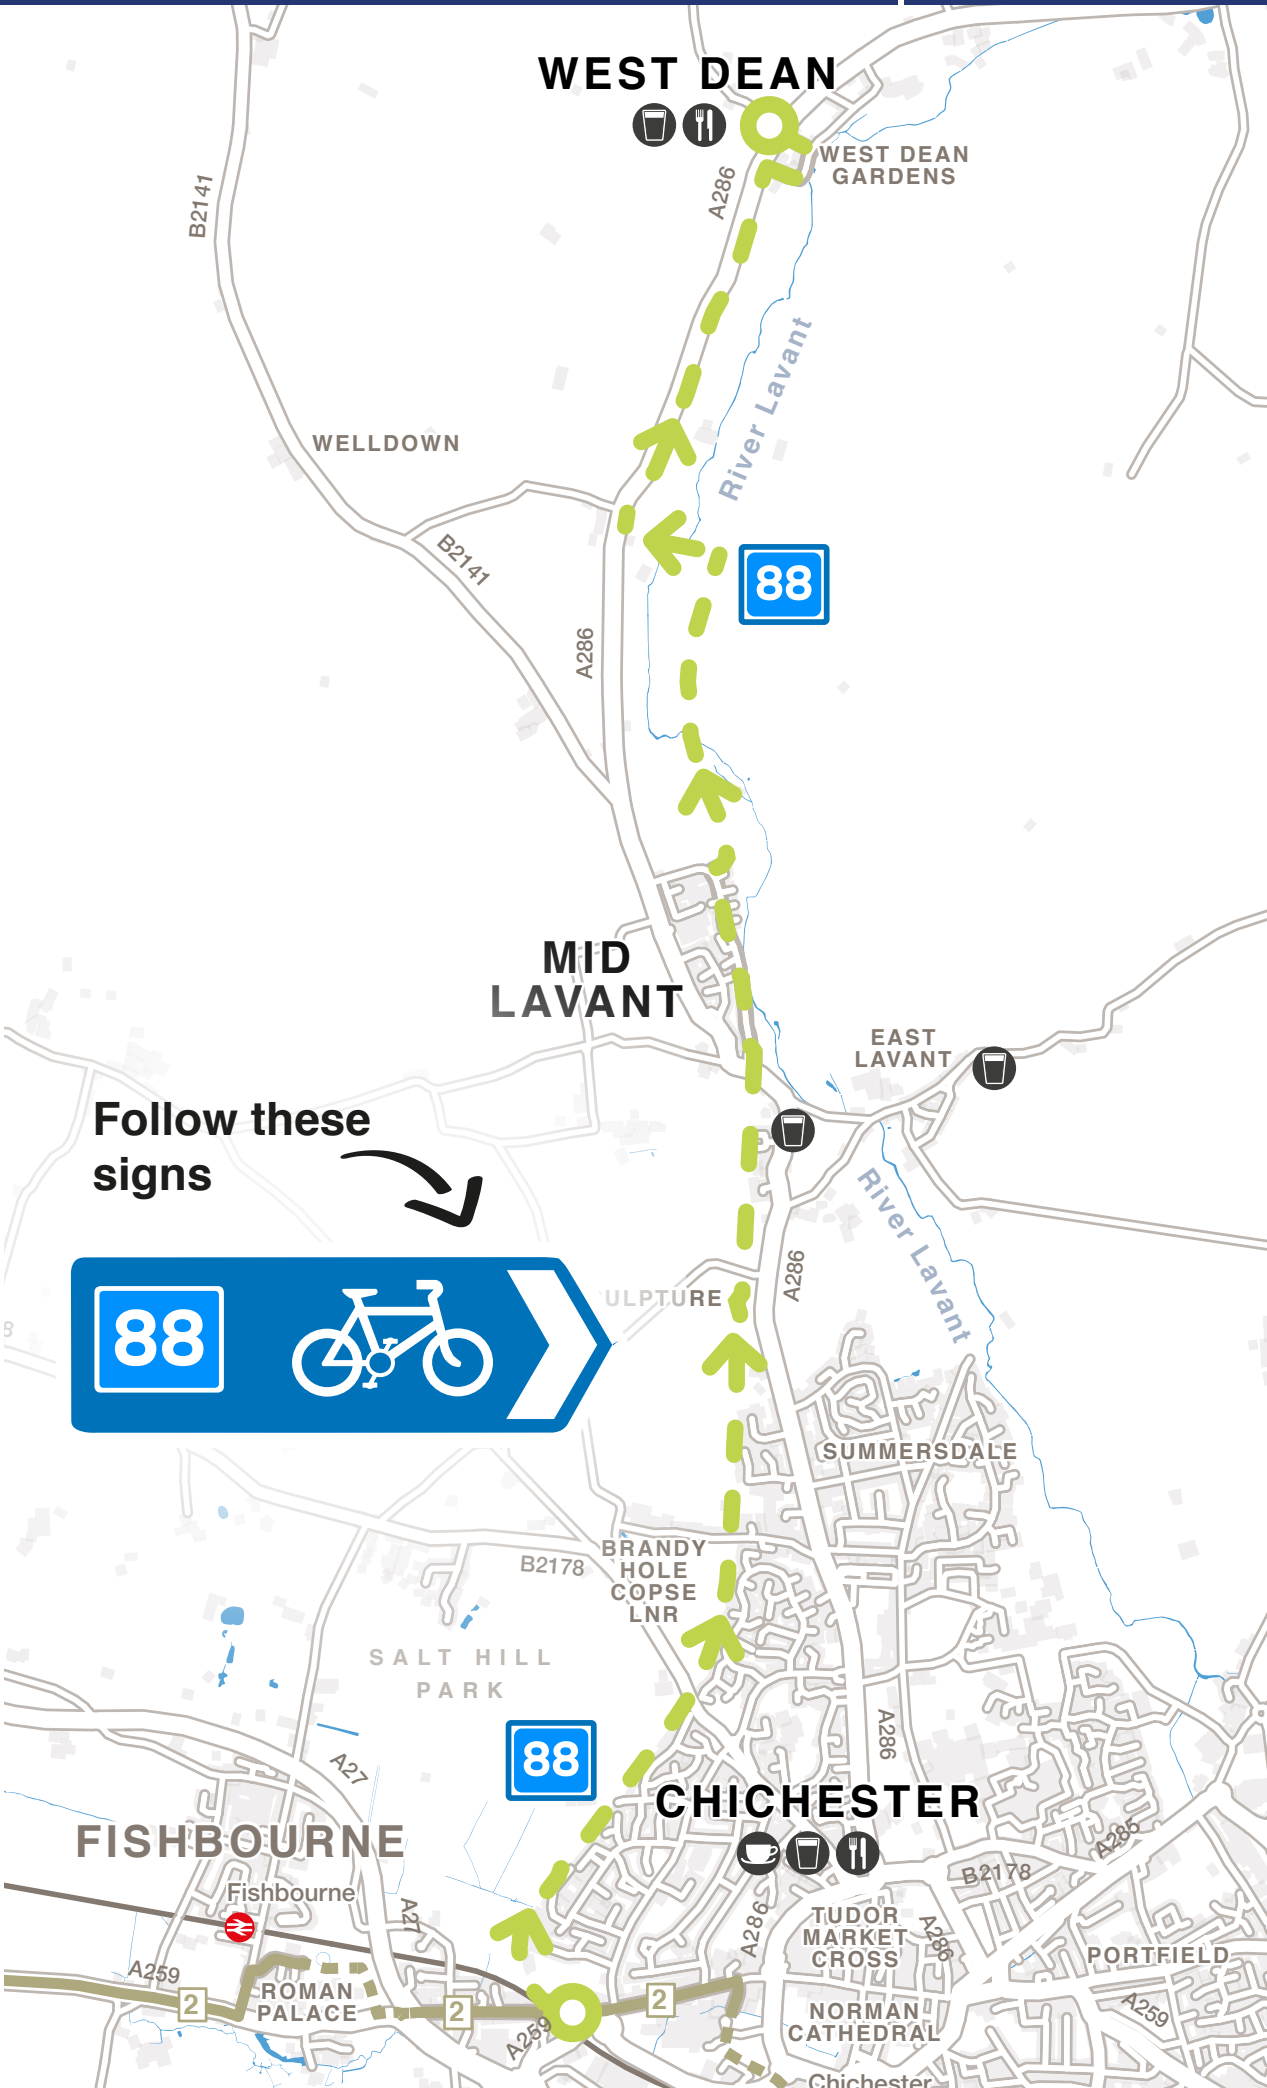 WEST DEAN
WEST DEAN
GARDENS
A286
B2141
River Lavant
WELLDOWN
B2141
88
A286
MID
LAVANT
EAST
LAVANT
Follow these
signs
River Lavant
A286
88
ULPTURE
8
SUMMERSDALE
BRANDY
HOLE
COPSE
LNR
B2178
SALT HILL
PARK
A286
88
A27
CHICHESTER
FISHBOURNE
A285
B2178
Fishbourne
A27
A286
TUDOR
MARKET
CROSS
A286
PORTFIELD
A259
2
ROMAN
PALACE
2
2
A259
NORMAN
CATHEDRAL
A259
Chichester